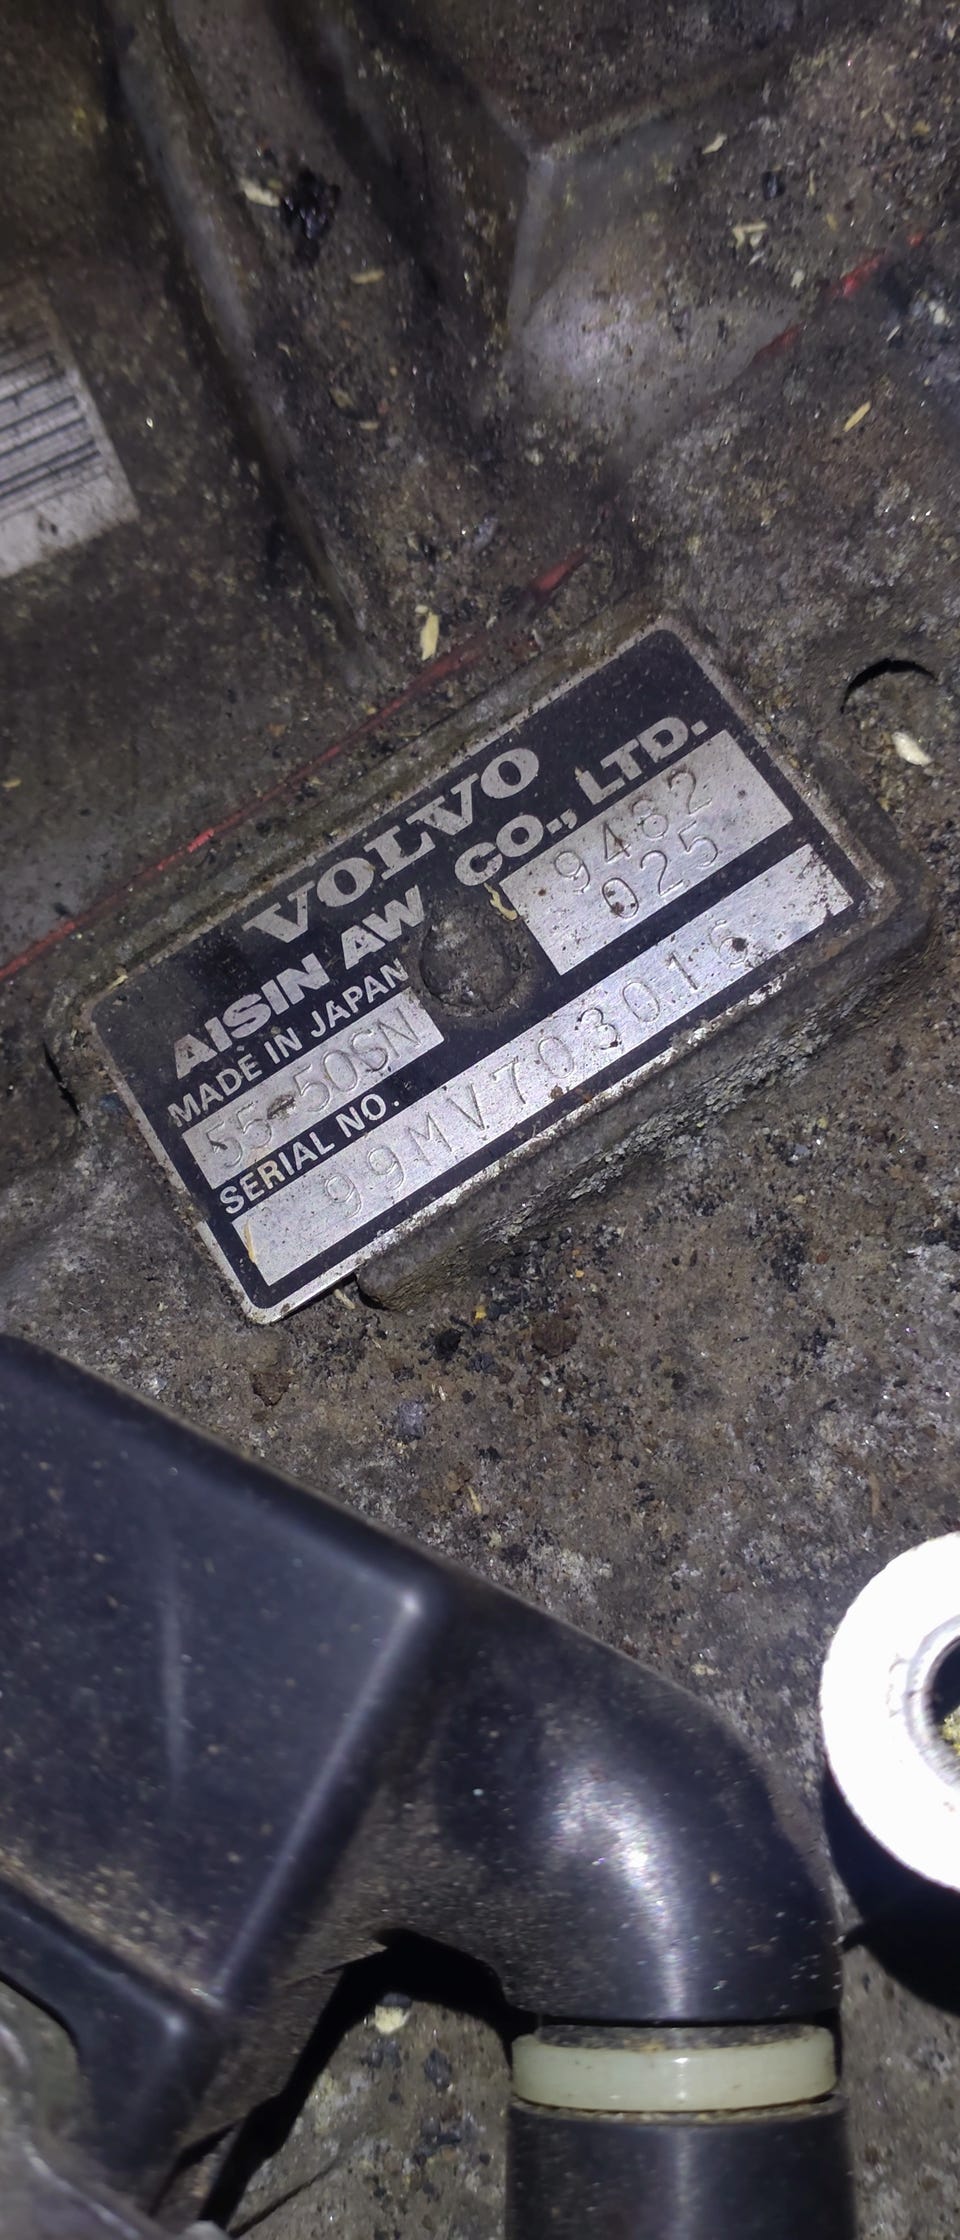 VOLVO
AISIN AW CO., LTD.
MADE IN JAPAN
9482
025
55-50SN
SERIAL NO.
99MV703016